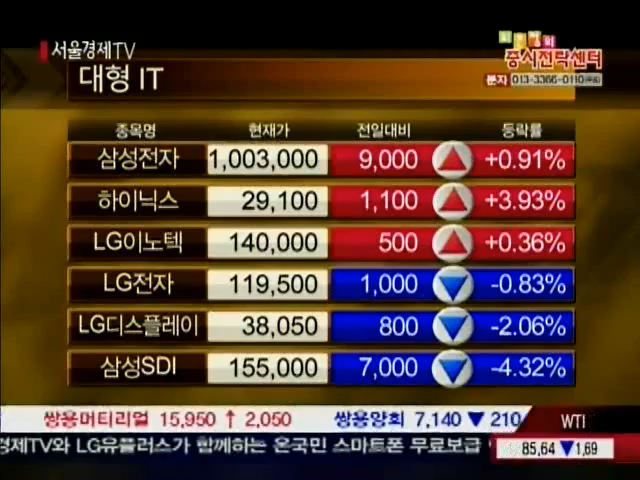 서울경제TV
증시전략센터
문자 013-3366-0110
대형 IT
종목명 현재가 전일대비 등락률
삼성전자 1,003,000 9,000 ▲ +0.91%
하이닉스 29,100 1,100 ▲ +3.93%
LG이노텍 140,000 500 ▲ +0.36%
LG전자 119,500 1,000 ▼ -0.83%
LG디스플레이 38,050 800 ▼ -2.06%
삼성SDI 155,000 7,000 ▼ -4.32%
쌍용머티리얼 15,950 ↑ 2,050 쌍용양회 7,140 ▼ 210 WTI
경제TV와 LG유플러스가 함께하는 온국민 스마트폰 무료보급 85,64 ▼1,69